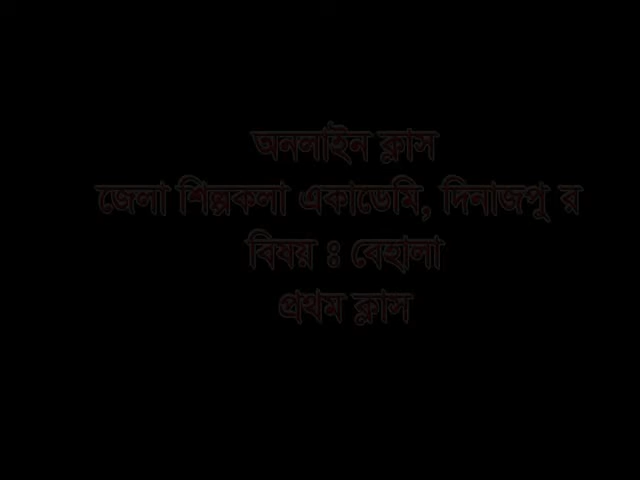 অনলাইন ক্লাস
জেলা শিল্পকলা একাডেমি, দিনাজপু র
বিষয় ঃ বেহালা
প্রথম ক্লাস